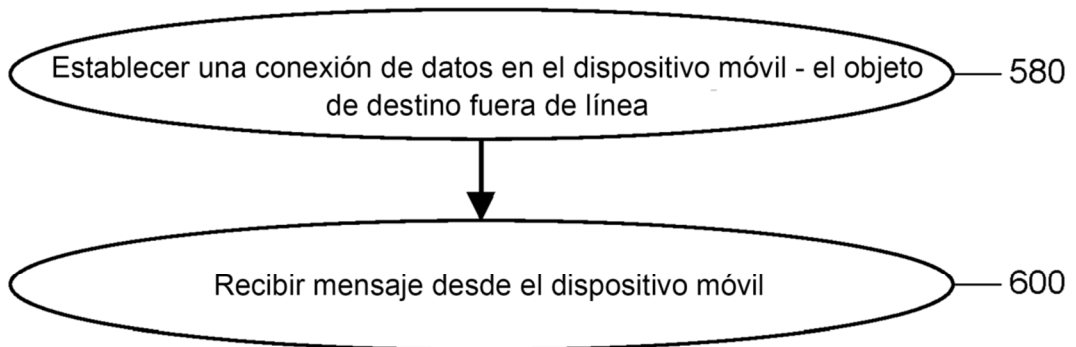 Establecer una conexión de datos en el dispositivo móvil - el objeto
de destino fuera de línea
580
Recibir mensaje desde el dispositivo móvil
600